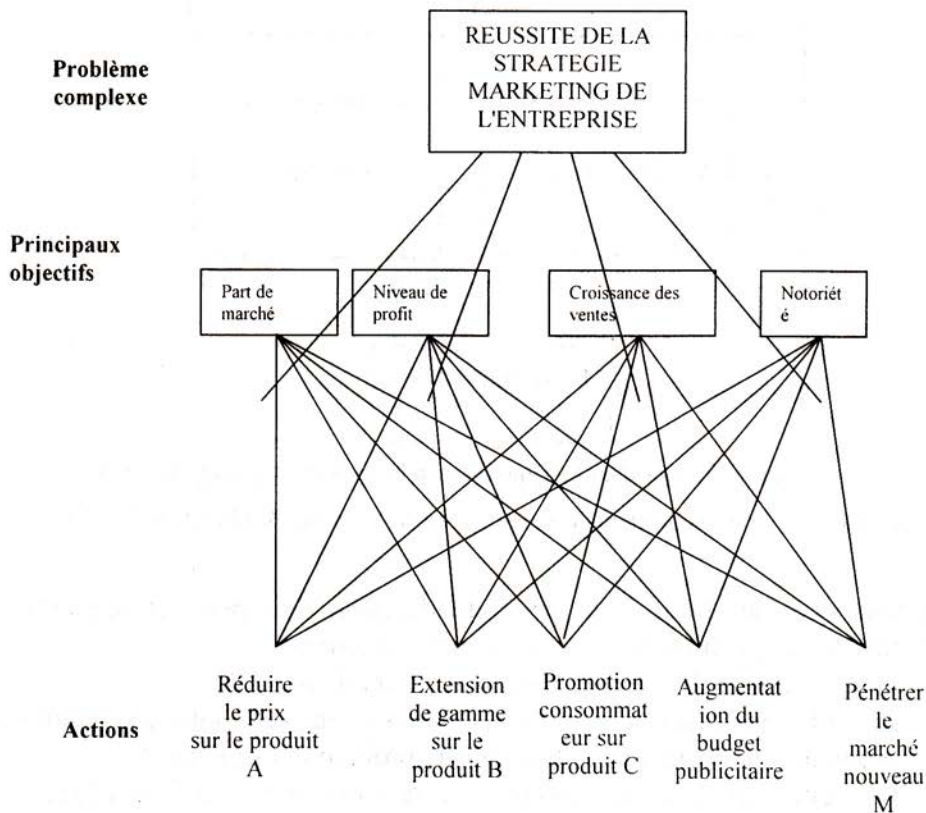 REUSSITE DE LA
STRATEGIE
MARKETING DE
L'ENTREPRISE
Problème
complexe
Principaux
objectifs
Part de
marché
Niveau de
profit
Croissance des
ventes
Notoriét
é
Actions
Réduire
le prix
sur le produit
A
Extension
de gamme
sur le
produit B
Promotion
consommat
eur sur
produit C
Augmentat
ion du
budget
publicitaire
Pénétrer
le
marché
nouveau
M